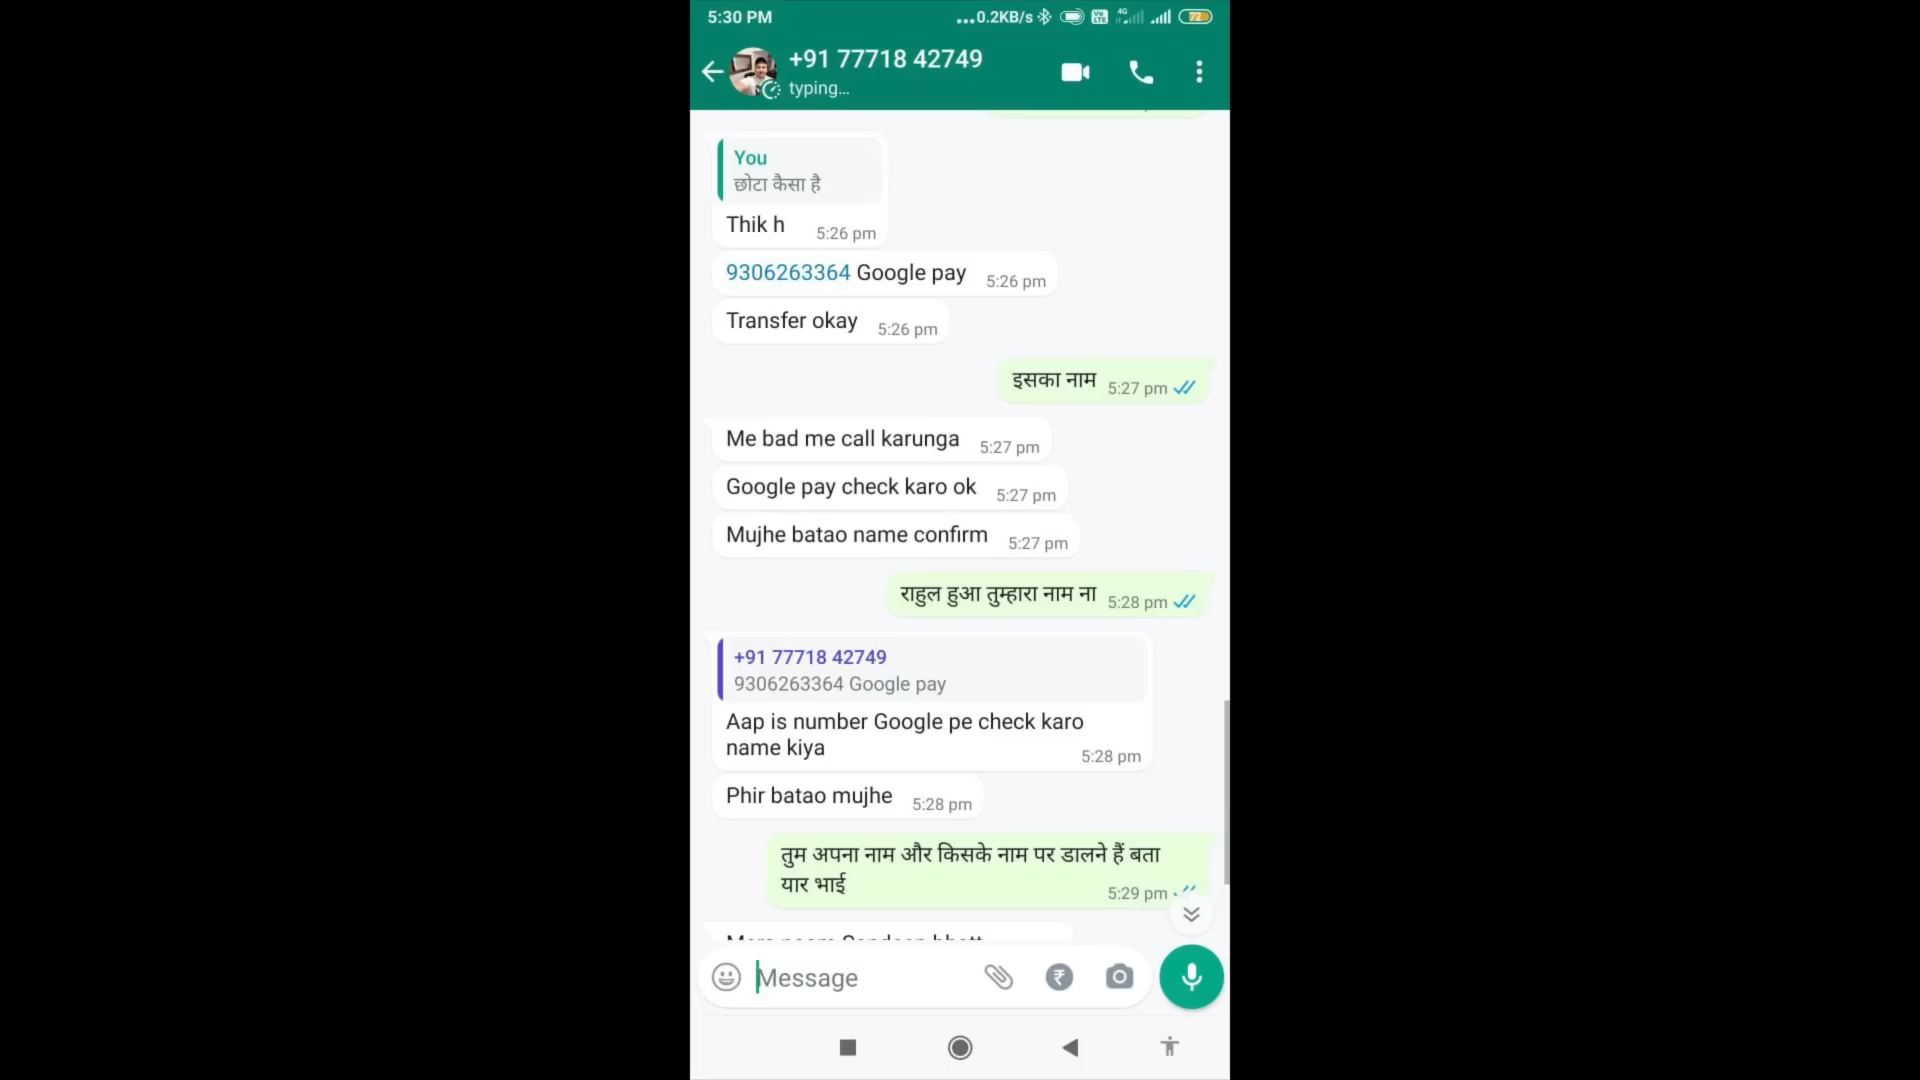 5:30 PM
...0.2KB/s
4G
72
+91 77718 42749
typing...
You
छोटा कैसा है
Thik h 5:26 pm
9306263364 Google pay 5:26 pm
Transfer okay 5:26 pm
इसका नाम 5:27 pm
Me bad me call karunga 5:27 pm
Google pay check karo ok 5:27 pm
Mujhe batao name confirm 5:27 pm
राहुल हुआ तुम्हारा नाम ना 5:28 pm
+91 77718 42749
9306263364 Google pay
Aap is number Google pe check karo
name kiya 5:28 pm
Phir batao mujhe 5:28 pm
तुम अपना नाम और किसके नाम पर डालने हैं बता
यार भाई 5:29 pm
Message